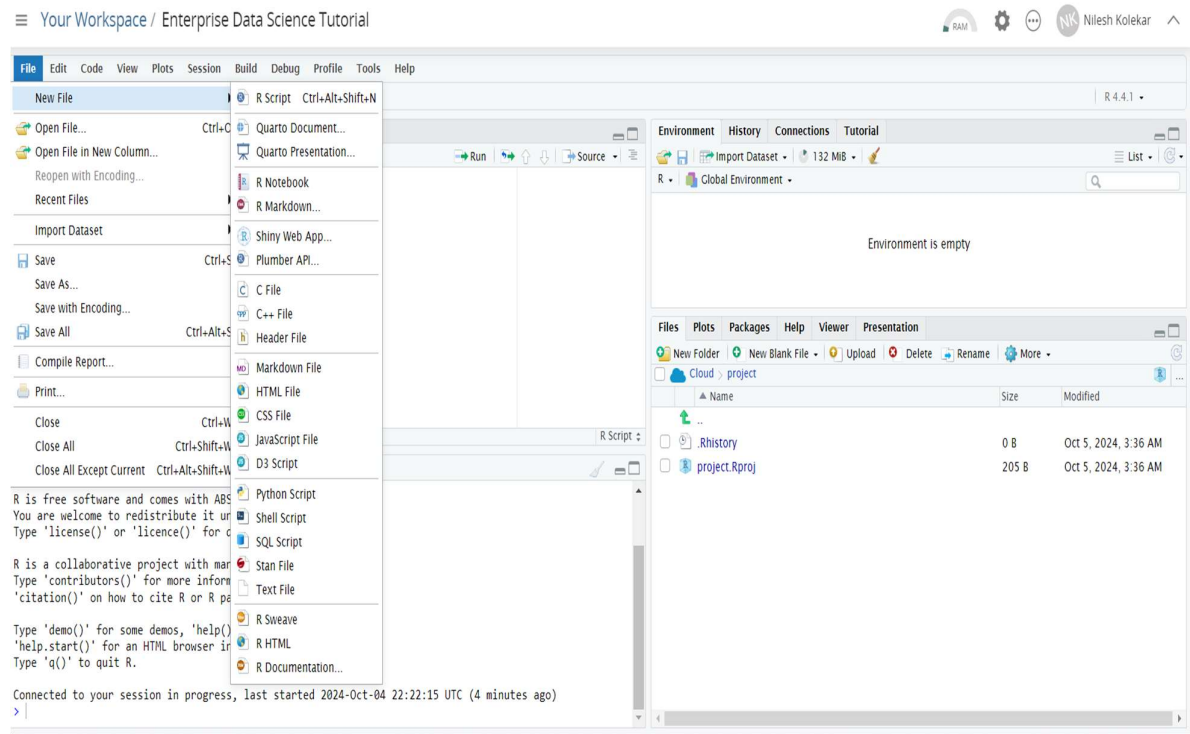 Your Workspace / Enterprise Data Science Tutorial
RAM
NK Nilesh Kolekar
File Edit Code View Plots Session Build Debug Profile Tools Help
R 4.4.1
New File
Open File... Ctrl+O
Open File in New Column...
Reopen with Encoding...
Recent Files
Import Dataset
Save Ctrl+S
Save As...
Save with Encoding...
Save All Ctrl+Alt+S
Compile Report...
Print...
Close Ctrl+W
Close All Ctrl+Shift+W
Close All Except Current Ctrl+Alt+Shift+W
R Script Ctrl+Alt+Shift+N
Quarto Document...
Quarto Presentation...
R Notebook
R Markdown...
Shiny Web App...
Plumber API...
C File
C++ File
Header File
Markdown File
HTML File
CSS File
JavaScript File
D3 Script
Python Script
Shell Script
SQL Script
Stan File
Text File
R Sweave
R HTML
R Documentation...
Run Source
R Script
R is free software and comes with ABS
You are welcome to redistribute it un
Type 'license()' or 'licence()' for d
R is a collaborative project with man
Type 'contributors()' for more inform
'citation()' on how to cite R or R pa
Type 'demo()' for some demos, 'help()
'help.start()' for an HTML browser in
Type 'q()' to quit R.
Connected to your session in progress, last started 2024-Oct-04 22:22:15 UTC (4 minutes ago)
>
Environment History Connections Tutorial
Import Dataset 132 MiB List
R Global Environment
Environment is empty
Files Plots Packages Help Viewer Presentation
New Folder New Blank File Upload Delete Rename More
Cloud > project ...
Name Size Modified
..
.Rhistory 0 B Oct 5, 2024, 3:36 AM
project.Rproj 205 B Oct 5, 2024, 3:36 AM